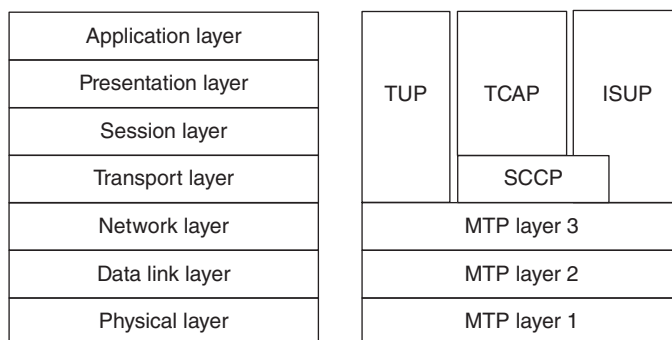 Application layer
Presentation layer
Session layer
Transport layer
Network layer
Data link layer
Physical layer
TUP
TCAP
ISUP
SCCP
MTP layer 3
MTP layer 2
MTP layer 1